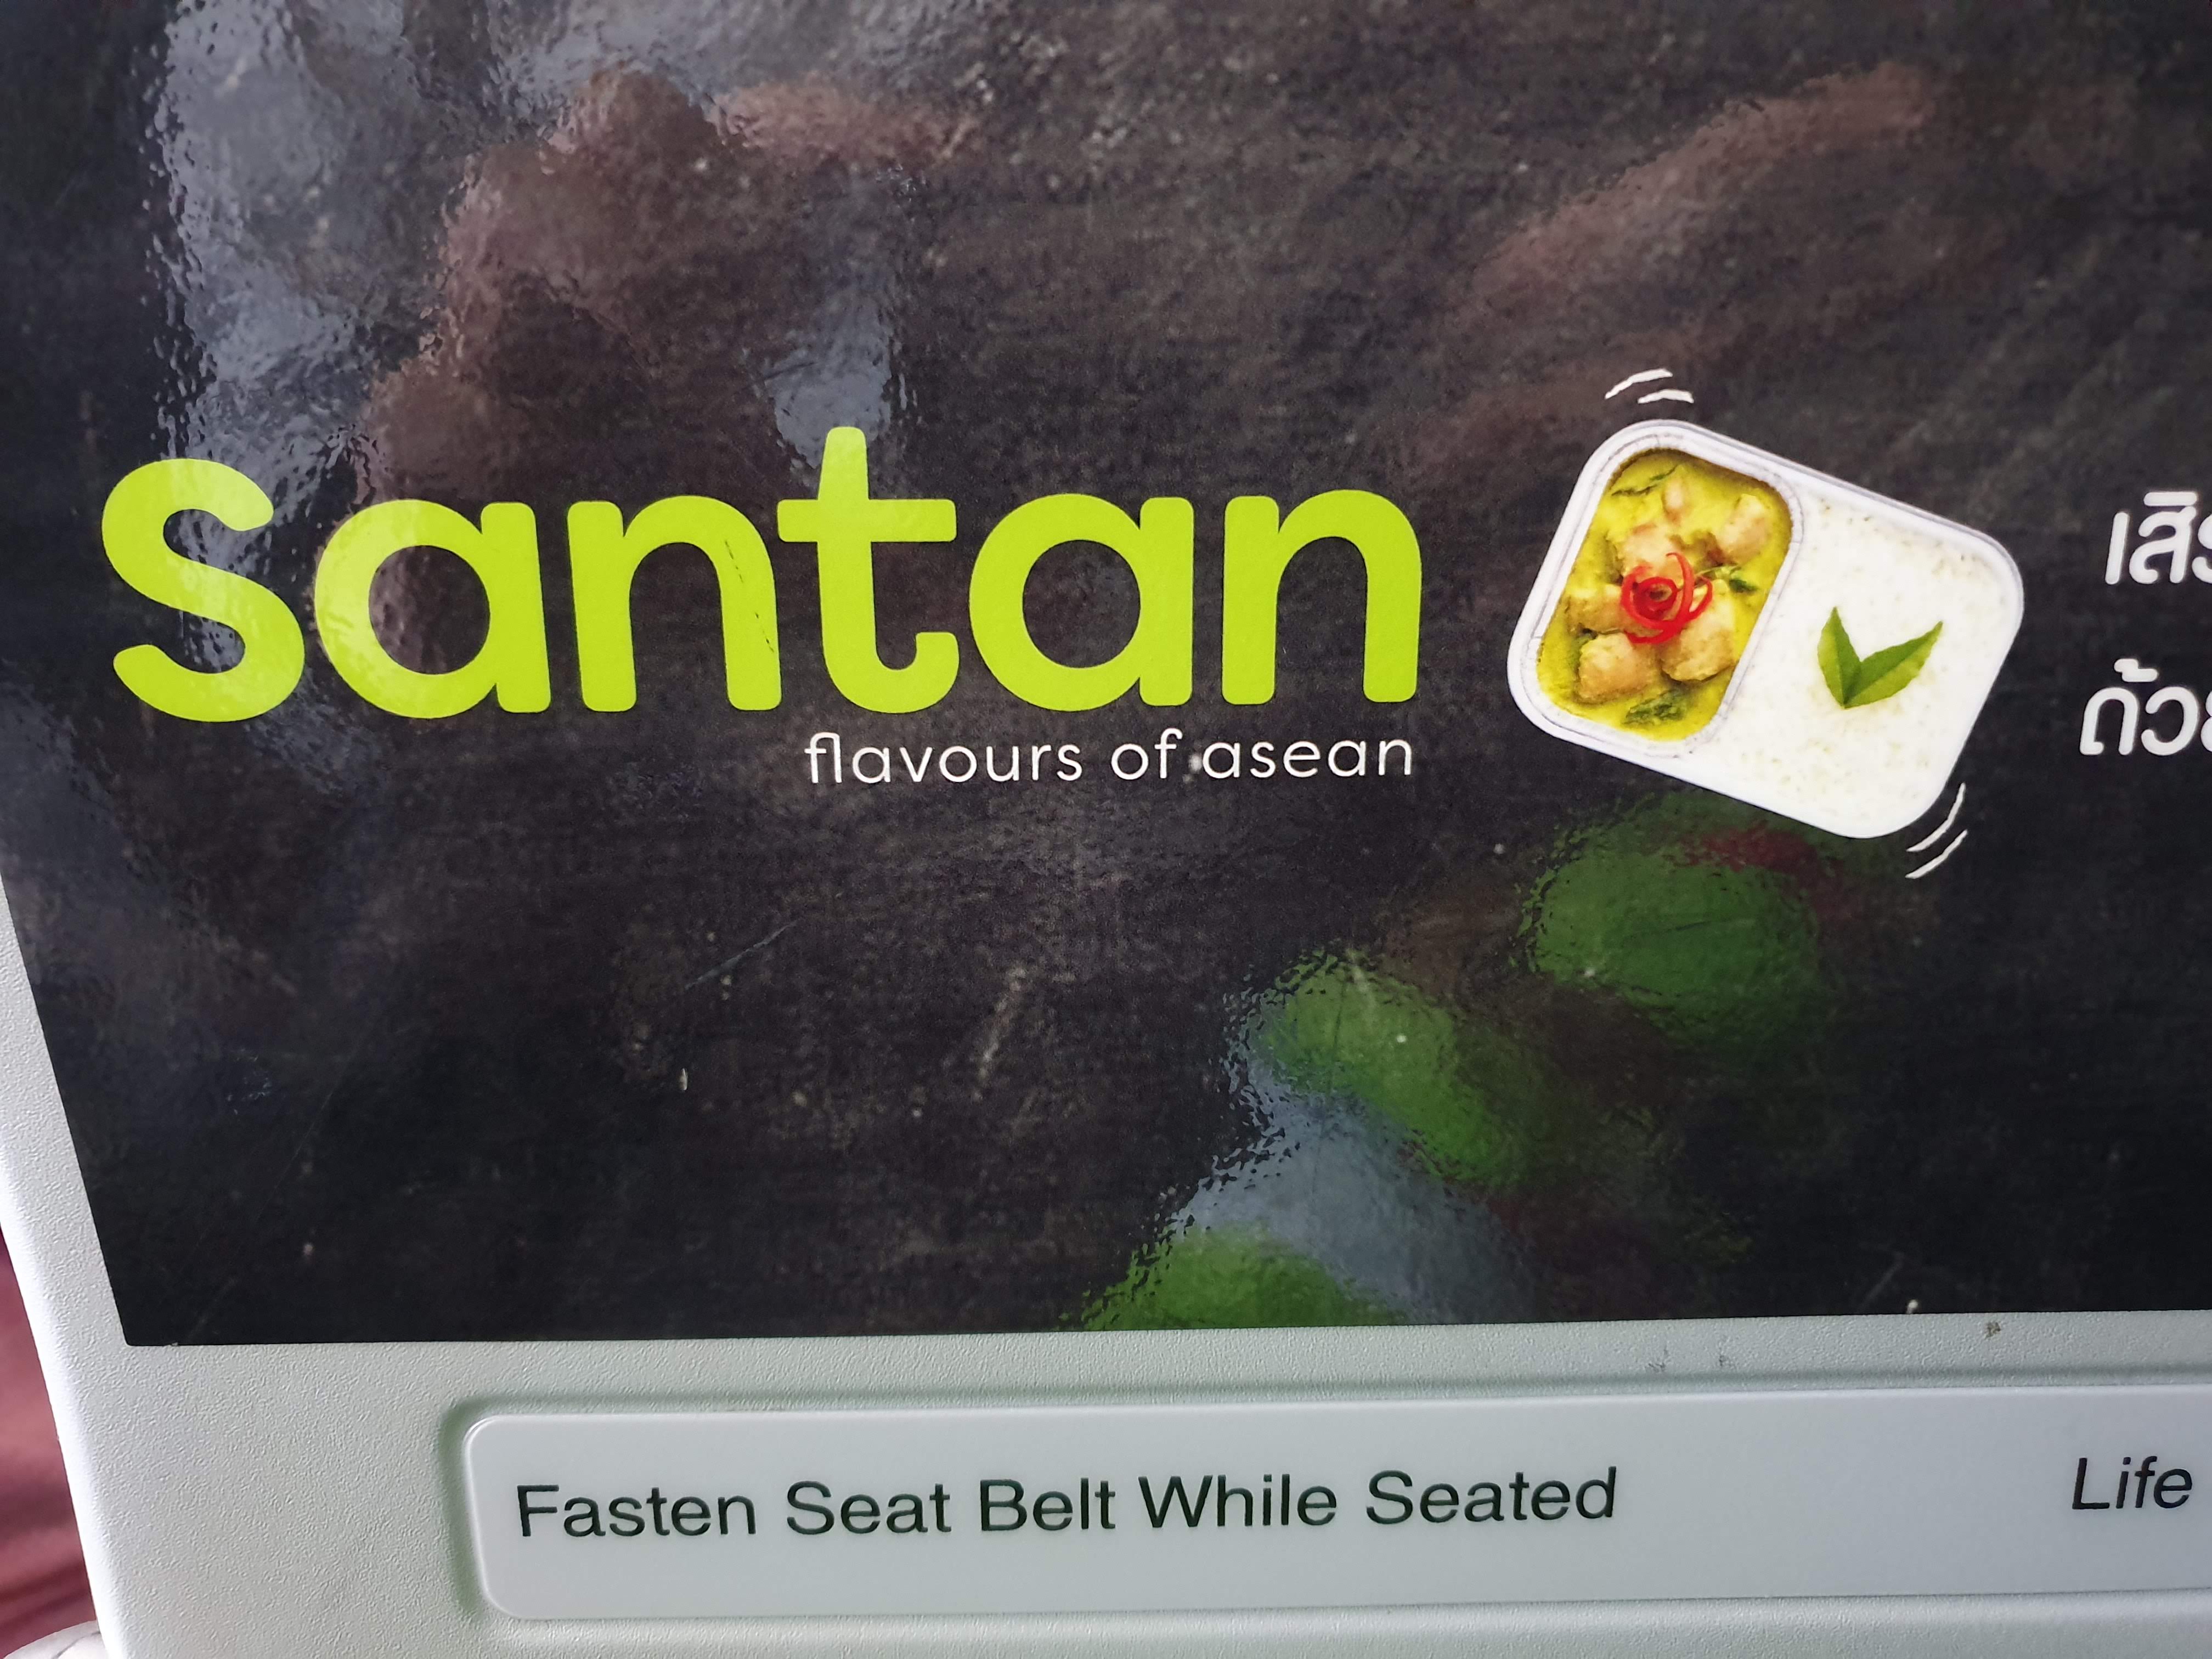 santan
flavours of asean
Fasten Seat Belt While Seated
Life